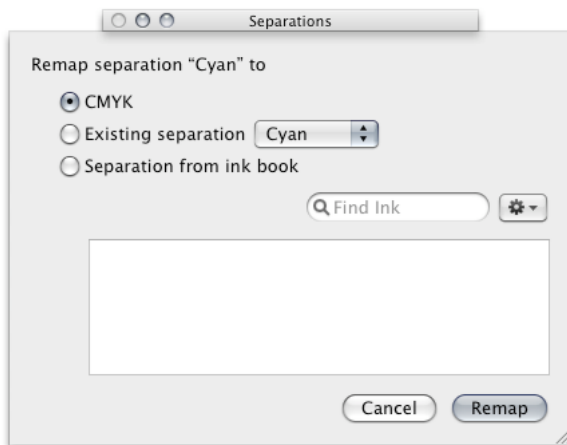 Separations
Remap separation “Cyan” to
CMYK
Existing separation Cyan
Separation from ink book
Find Ink
Cancel Remap